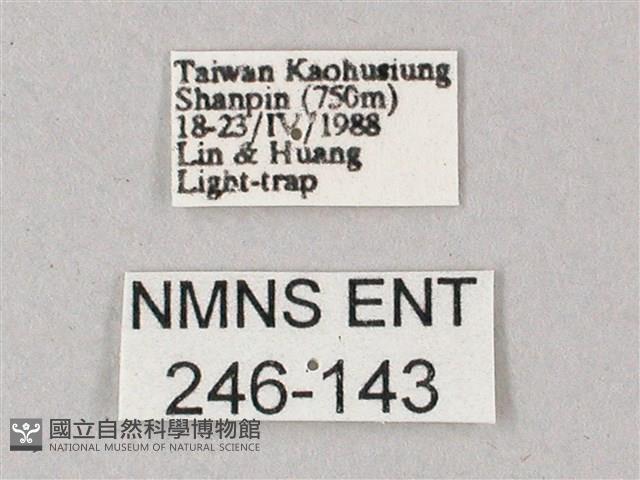 Taiwan Kaohusiung
Shanpin (750m)
18-23/IV/1988
Lin & Huang
Light-trap
NMNS ENT
246-143
國立自然科學博物館
NATIONAL MUSEUM OF NATURAL SCIENCE